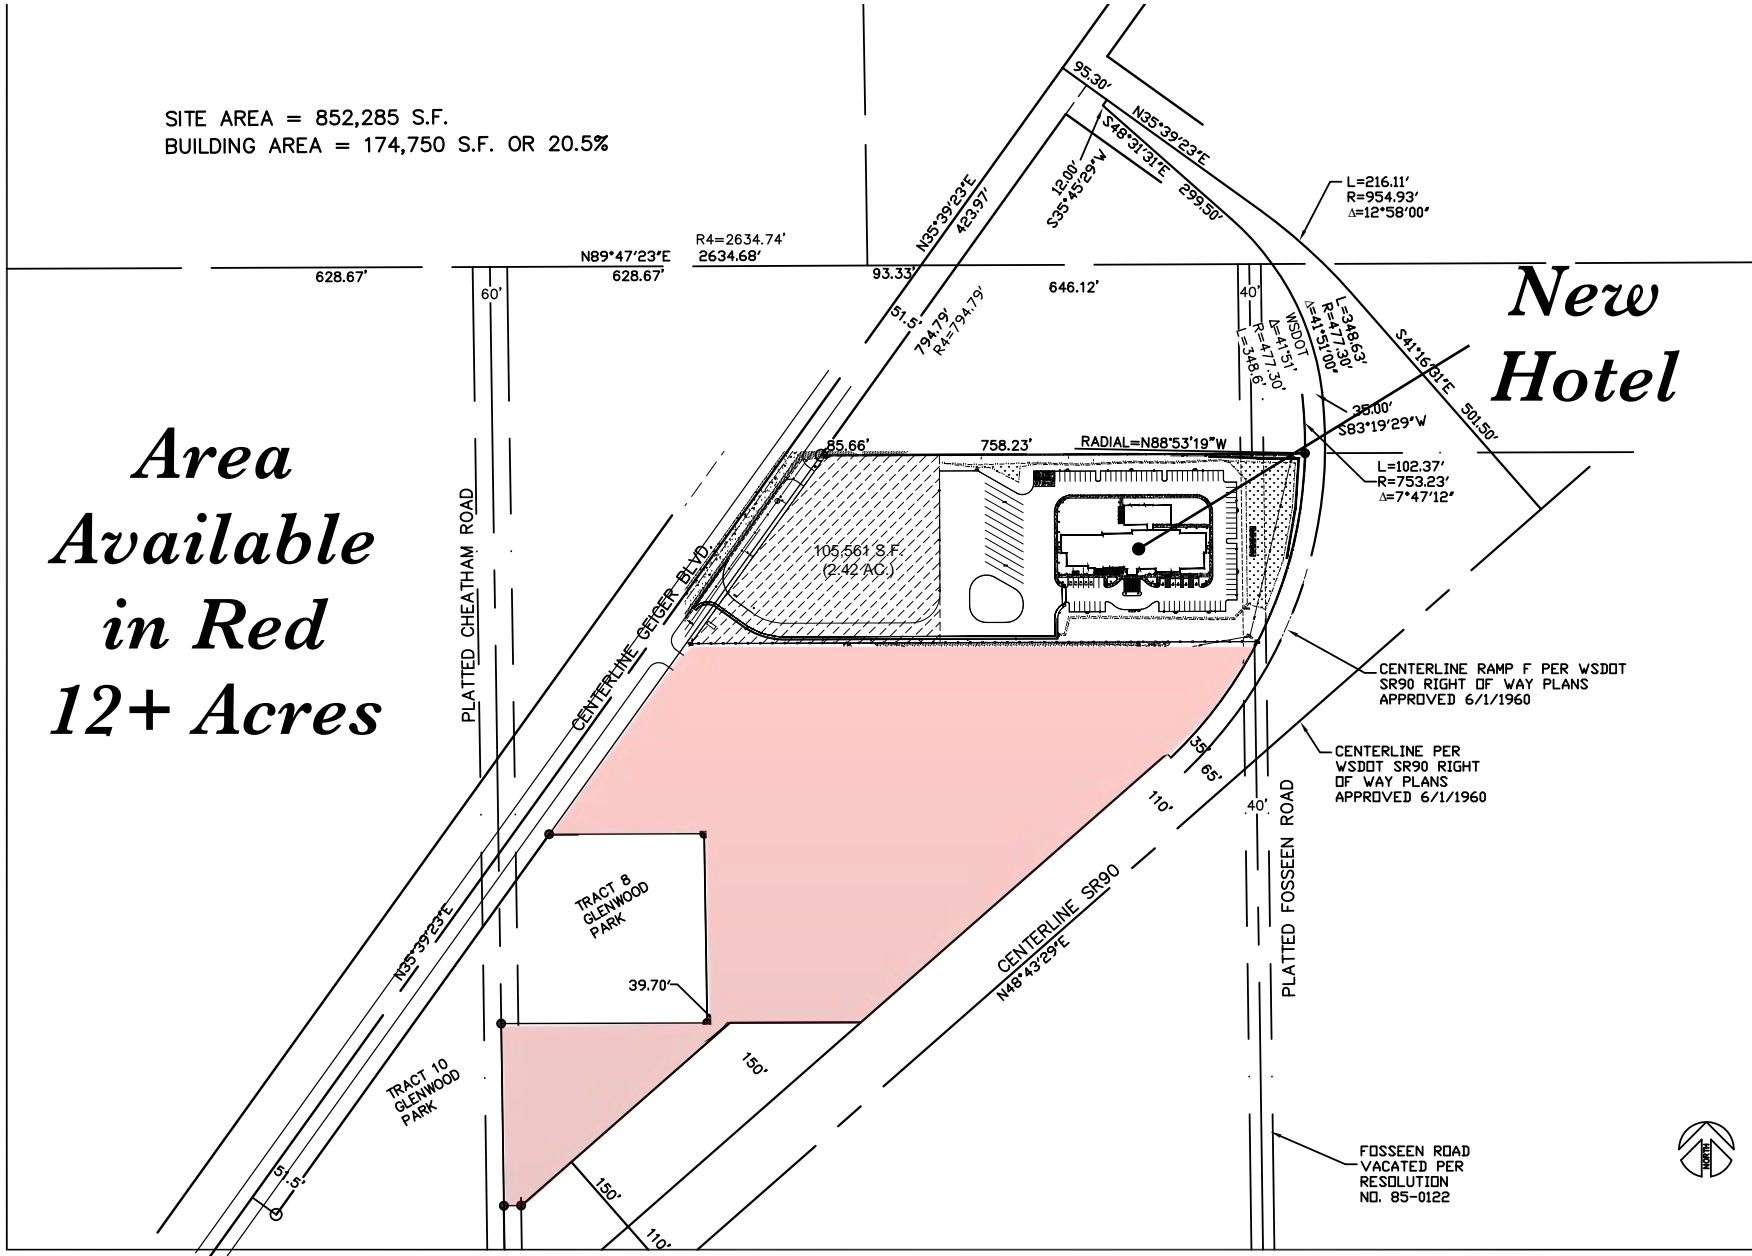 SITE AREA = 852,285 S.F.
BUILDING AREA = 174,750 S.F. OR 20.5%
95.30'
N35°39'23"E
S48°31'31"E
299.50'
12.00'
S35°45'29"W
L=216.11'
R=954.93'
Δ=12°58'00"
N35°39'23"E
423.97'
R4=2634.74'
N89°47'23"E
2634.68'
628.67'
628.67'
93.33'
646.12'
60'
40'
51.5'
794.79'
R4=794.79'
WSDOT
Δ=41°51'
R=477.30'
L=348.6'
L=348.63'
R=477.30'
Δ=41°51'00"
S41°16'31"E
501.50'
New
Hotel
35.00'
S83°19'29"W
L=102.37'
R=753.23'
Δ=7°47'12"
85.66'
758.23'
RADIAL=N88°53'19"W
Area
Available
in Red
12+ Acres
105,561 S.F.
(2.42 AC.)
PLATTED CHEATHAM ROAD
CENTERLINE GEIGER BLVD.
CENTERLINE RAMP F PER WSDOT
SR90 RIGHT OF WAY PLANS
APPROVED 6/1/1960
CENTERLINE PER
WSDOT SR90 RIGHT
OF WAY PLANS
APPROVED 6/1/1960
35'
65'
110'
40'
PLATTED FOSSEEN ROAD
TRACT 8
GLENWOOD
PARK
39.70'
N35°39'23"E
CENTERLINE SR90
N48°43'29"E
TRACT 10
GLENWOOD
PARK
150'
51.5'
150'
110'
FOSSEEN ROAD
VACATED PER
RESOLUTION
NO. 85-0122
NORTH